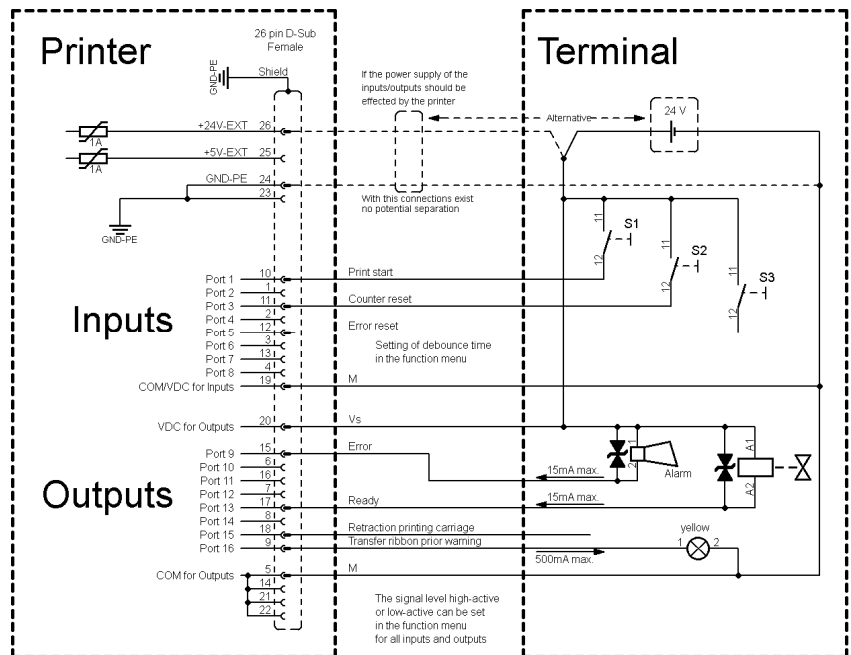 Printer
26 pin D-Sub
Female
Terminal
GND-PE
Shield
If the power supply of the
inputs/outputs should be
effected by the printer
Alternative
24 V
+24V-EXT 26
1A
+5V-EXT 25
1A
GND-PE 24
23
GND-PE
With this connections exist
no potential separation
11
12
S1
11
12
S2
11
12
S3
Inputs
Port 1 10 Print start
Port 2 1
Port 3 11 Counter reset
Port 4 2
Port 5 12 Error reset
Port 6 3
Port 7 13
Port 8 4
Setting of debounce time
in the function menu
COM/VDC for Inputs 19 M
VDC for Outputs 20 Vs
Outputs
Port 9 15 Error
Port 10 6
Port 11 16
Port 12 7
Port 13 17 Ready
Port 14 8
Port 15 18 Retraction printing carriage
Port 16 9 Transfer ribbon prior warning
15mA max.
15mA max.
500mA max.
1
2
Alarm
A1
A2
yellow
1 2
COM for Outputs 5 M
14
21
22
The signal level high-active
or low-active can be set
in the function menu
for all inputs and outputs